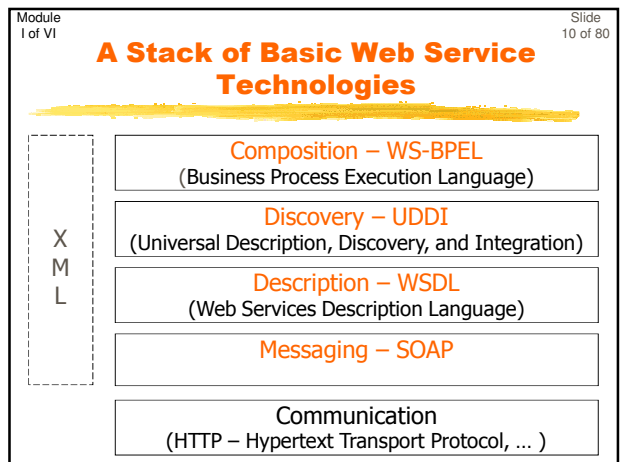 Module
I of VI
Slide
10 of 80
A Stack of Basic Web Service
Technologies
X
M
L
Composition – WS-BPEL
(Business Process Execution Language)
Discovery – UDDI
(Universal Description, Discovery, and Integration)
Description – WSDL
(Web Services Description Language)
Messaging – SOAP
Communication
(HTTP – Hypertext Transport Protocol, … )